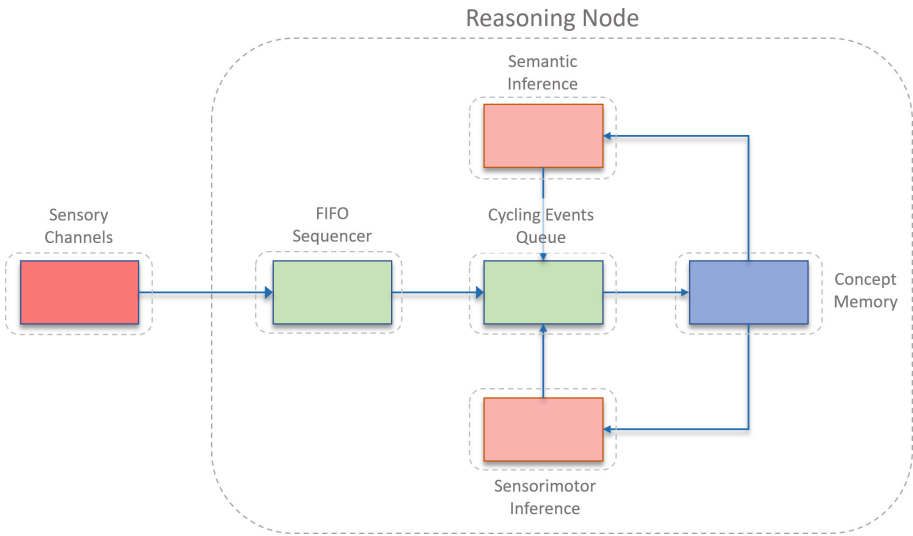 Reasoning Node
Semantic
Inference
Sensory
Channels
FIFO
Sequencer
Cycling Events
Queue
Concept
Memory
Sensorimotor
Inference